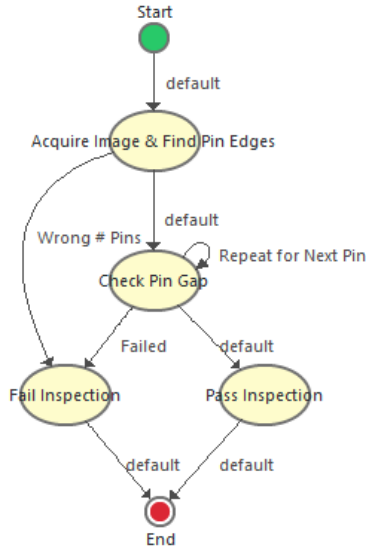 Start
default
Acquire Image & Find Pin Edges
default
Wrong # Pins
Repeat for Next Pin
Check Pin Gap
Failed
default
Fail Inspection
Pass Inspection
default
default
End